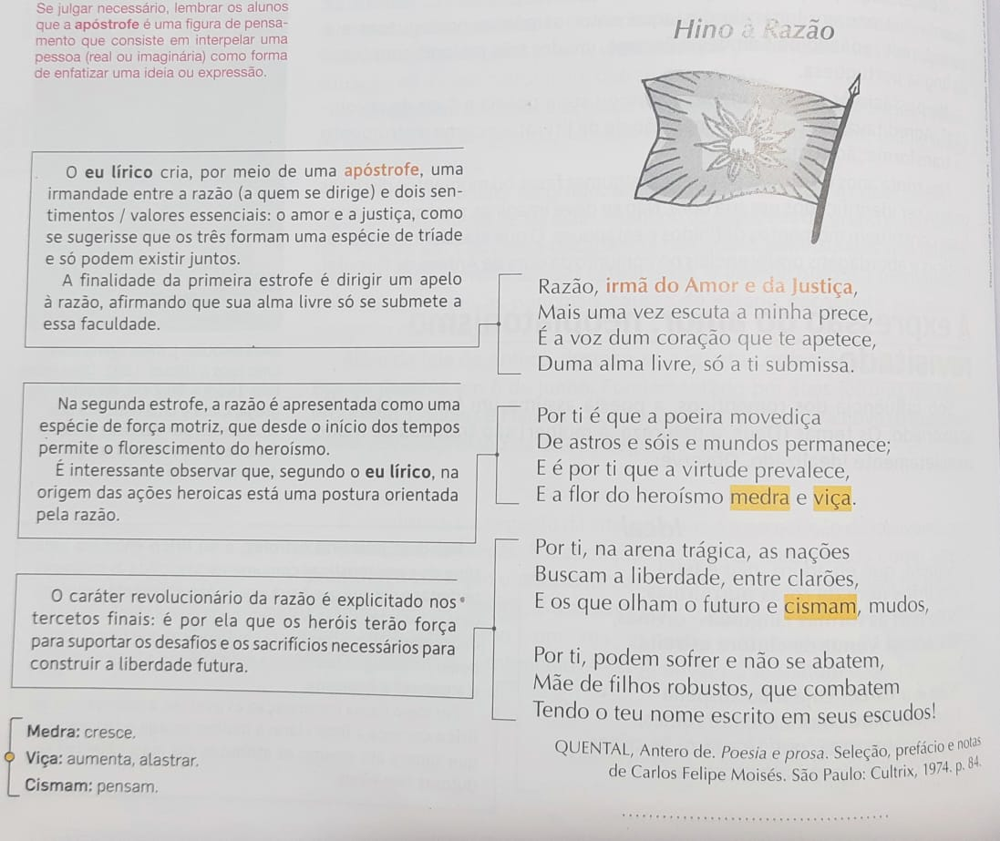 Se julgar necessário, lembrar os alunos
que a apóstrofe é uma figura de pensa-
mento que consiste em interpelar uma
pessoa (real ou imaginária) como forma
de enfatizar uma ideia ou expressão.
Hino à Razão
O eu lírico cria, por meio de uma apóstrofe, uma
irmandade entre a razão (a quem se dirige) e dois sen-
timentos / valores essenciais: o amor e a justiça, como
se sugerisse que os três formam uma espécie de tríade
e só podem existir juntos.
A finalidade da primeira estrofe é dirigir um apelo
à razão, afirmando que sua alma livre só se submete a
essa faculdade.
Razão, irmã do Amor e da Justiça,
Mais uma vez escuta a minha prece,
É a voz dum coração que te apetece,
Duma alma livre, só a ti submissa.
Na segunda estrofe, a razão é apresentada como uma
espécie de força motriz, que desde o início dos tempos
permite o florescimento do heroísmo.
É interessante observar que, segundo o eu lírico, na
origem das ações heroicas está uma postura orientada
pela razão.
Por ti é que a poeira movediça
De astros e sóis e mundos permanece;
E é por ti que a virtude prevalece,
E a flor do heroísmo medra e viça.
O caráter revolucionário da razão é explicitado nos
tercetos finais: é por ela que os heróis terão força
para suportar os desafios e os sacrifícios necessários para
construir a liberdade futura.
Por ti, na arena trágica, as nações
Buscam a liberdade, entre clarões,
E os que olham o futuro e cismam, mudos,
Por ti, podem sofrer e não se abatem,
Mãe de filhos robustos, que combatem
Tendo o teu nome escrito em seus escudos!
Medra: cresce.
Viça: aumenta, alastrar.
Cismam: pensam.
QUENTAL, Antero de. Poesia e prosa. Seleção, prefácio e notas
de Carlos Felipe Moisés. São Paulo: Cultrix, 1974. p. 84.